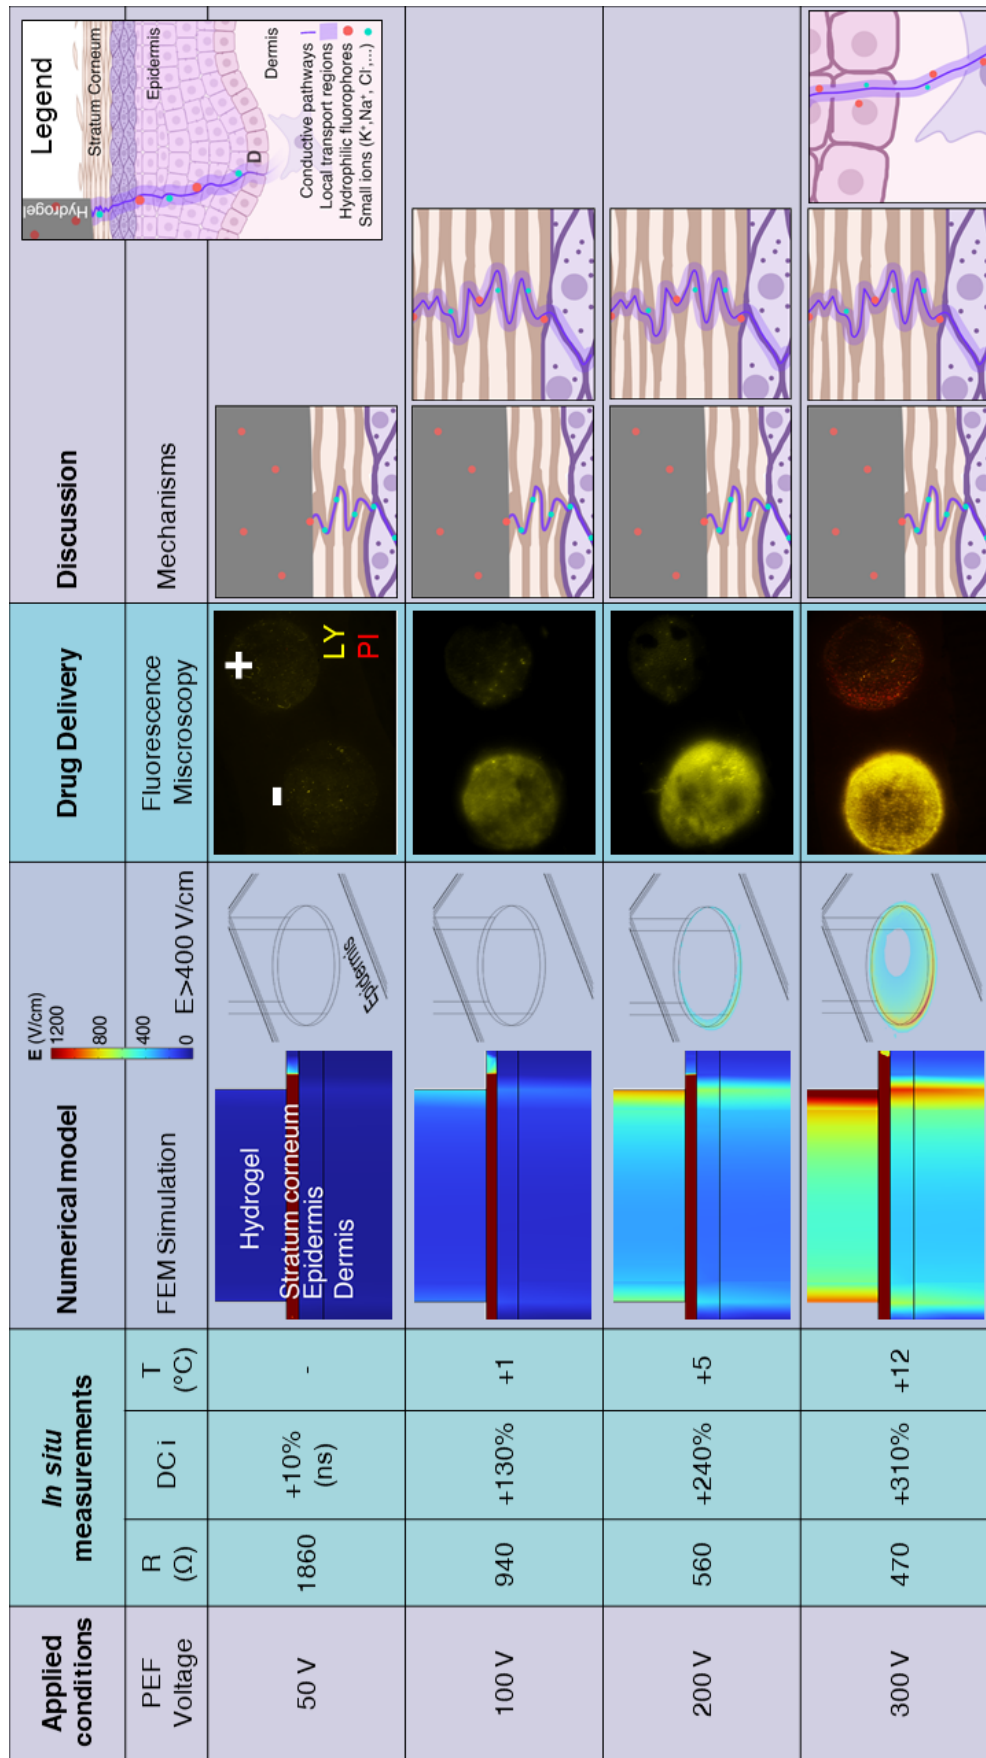 Applied
conditions
In situ
measurements
Numerical model
Drug Delivery
Discussion
PEF
Voltage
R
(Ω)
DC i
T
(°C)
FEM Simulation
E>400 V/cm
E (V/cm)
1200
800
400
0
Fluorescence
Miscroscopy
Mechanisms
Legend
Hydrogel
Stratum Corneum
Epidermis
Dermis
D
Conductive pathways
Local transport regions
Hydrophilic fluorophores
Small ions (K⁺,Na⁺, Cl⁻,...)
50 V
1860
+10%
(ns)
-
Hydrogel
Stratum corneum
Epidermis
Dermis
Epidermis
-
+
LY
PI
100 V
940
+130%
+1
200 V
560
+240%
+5
300 V
470
+310%
+12